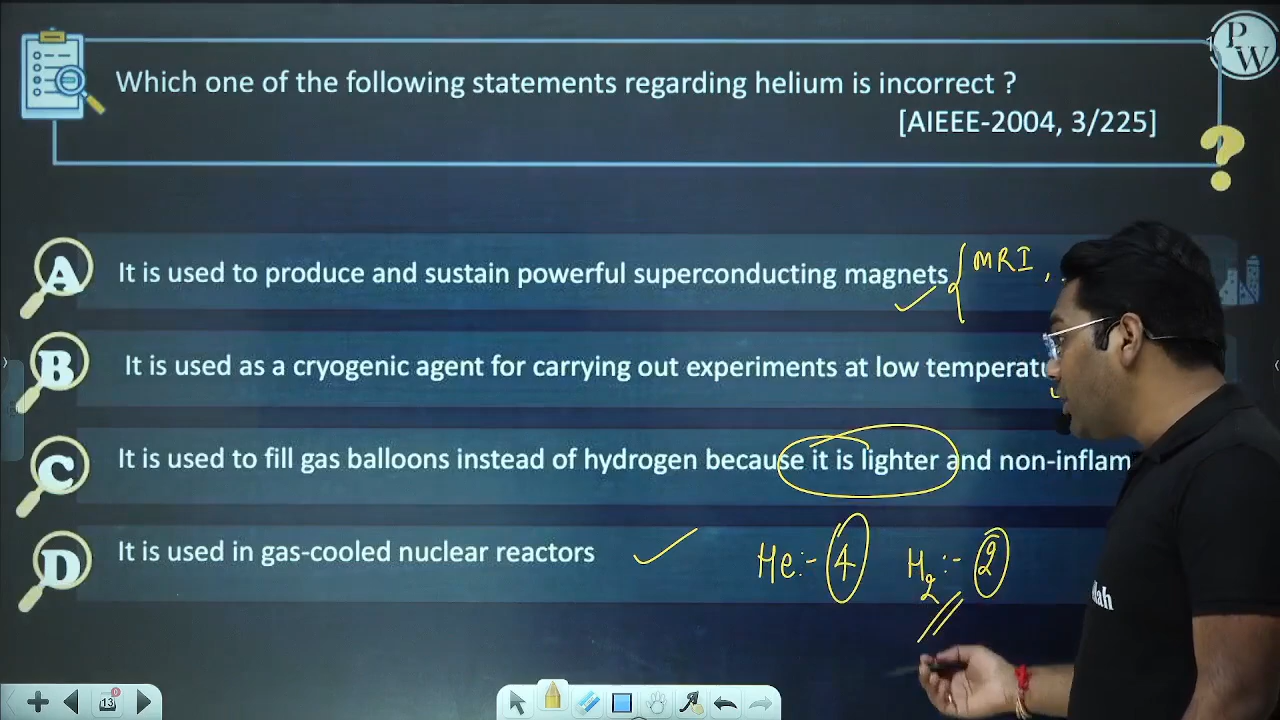 PW
Which one of the following statements regarding helium is incorrect ?
[AIEEE-2004, 3/225]
?
A It is used to produce and sustain powerful superconducting magnets { MRI ,
B It is used as a cryogenic agent for carrying out experiments at low
C It is used to fill gas balloons instead of hydrogen because it is lighter and
D It is used in gas-cooled nuclear reactors
He:- 4 H2:- 2
13